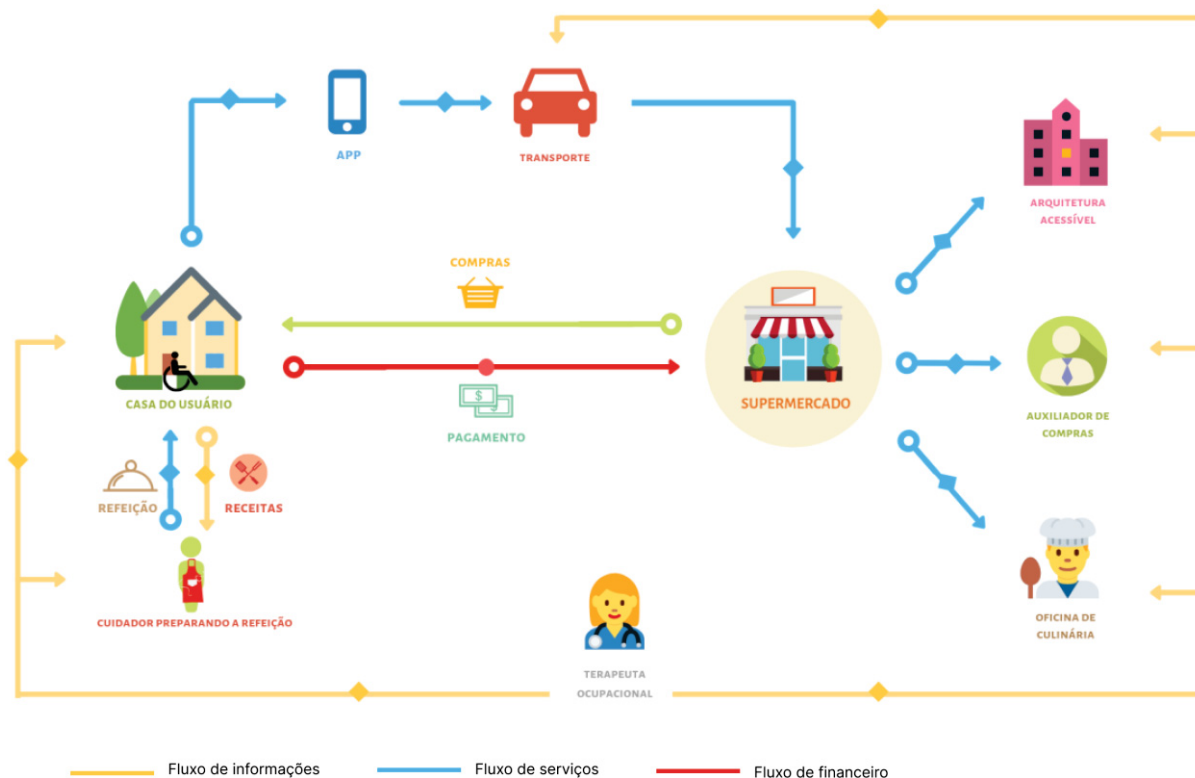 APP
TRANSPORTE
ARQUITETURA
ACESSÍVEL
COMPRAS
CASA DO USUÁRIO
SUPERMERCADO
$
$
PAGAMENTO
AUXILIADOR DE
COMPRAS
REFEIÇÃO
RECEITAS
CUIDADOR PREPARANDO A REFEIÇÃO
OFICINA DE
CULINÁRIA
TERAPEUTA
OCUPACIONAL
Fluxo de informações
Fluxo de serviços
Fluxo de financeiro